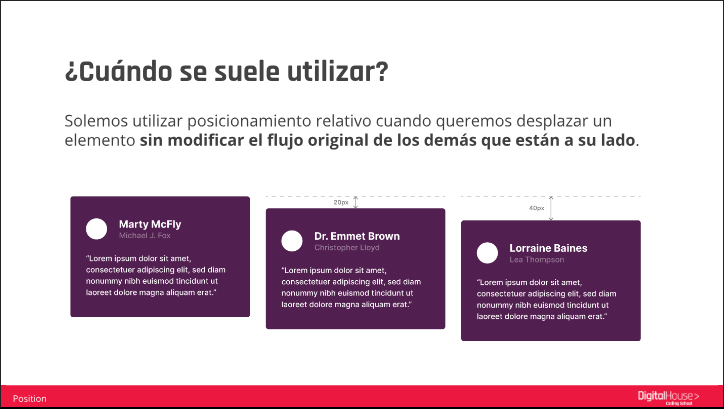 ¿Cuándo se suele utilizar?
Solemos utilizar posicionamiento relativo cuando queremos desplazar un
elemento sin modificar el flujo original de los demás que están a su lado.
Marty McFly
Michael J. Fox
“Lorem ipsum dolor sit amet,
consectetuer adipiscing elit, sed diam
nonummy nibh euismod tincidunt ut
laoreet dolore magna aliquam erat.”
20px
Dr. Emmet Brown
Christopher Lloyd
“Lorem ipsum dolor sit amet,
consectetuer adipiscing elit, sed diam
nonummy nibh euismod tincidunt ut
laoreet dolore magna aliquam erat.”
40px
Lorraine Baines
Lea Thompson
“Lorem ipsum dolor sit amet,
consectetuer adipiscing elit, sed diam
nonummy nibh euismod tincidunt ut
laoreet dolore magna aliquam erat.”
Position
DigitalHouse>
Coding School